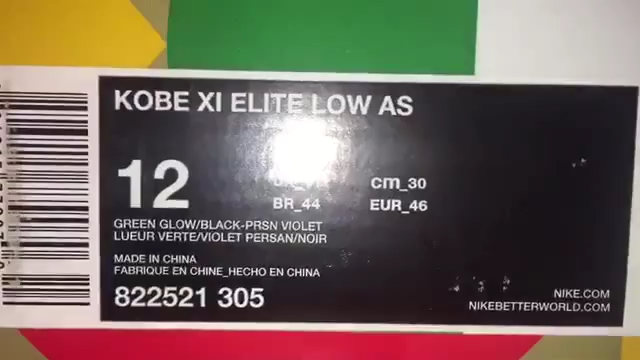 KOBE XI ELITE LOW AS
12
cm_30
BR_44 EUR_46
GREEN GLOW/BLACK-PRSN VIOLET
LUEUR VERTE/VIOLET PERSAN/NOIR
MADE IN CHINA
FABRIQUE EN CHINE_HECHO EN CHINA
822521 305
NIKE.COM
NIKEBETTERWORLD.COM